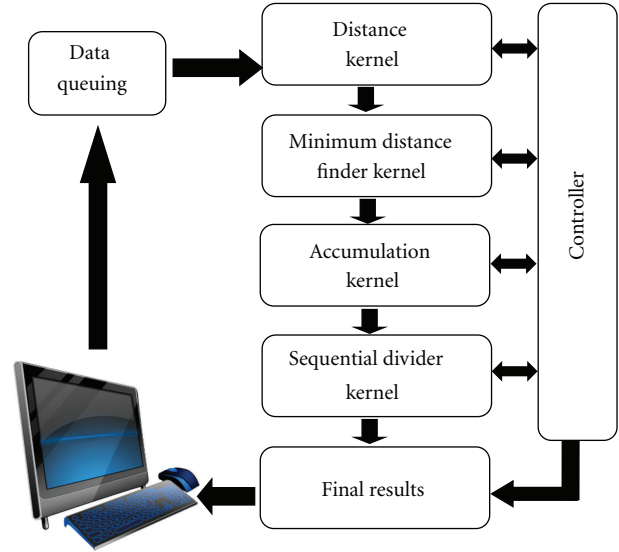 Data
queuing
Distance
kernel
Minimum distance
finder kernel
Accumulation
kernel
Sequential divider
kernel
Final results
Controller